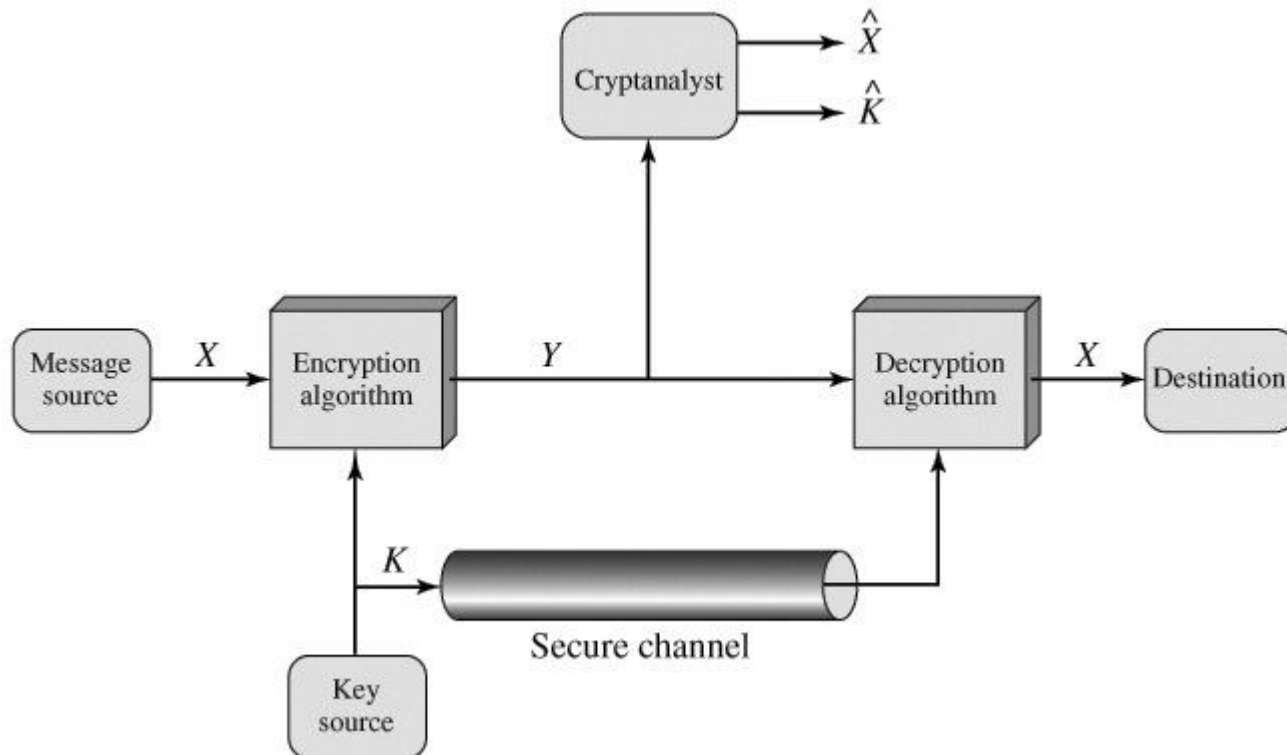 X̂
Cryptanalyst
K̂
Message
source
X
Encryption
algorithm
Y
Decryption
algorithm
X
Destination
K
Secure channel
Key
source